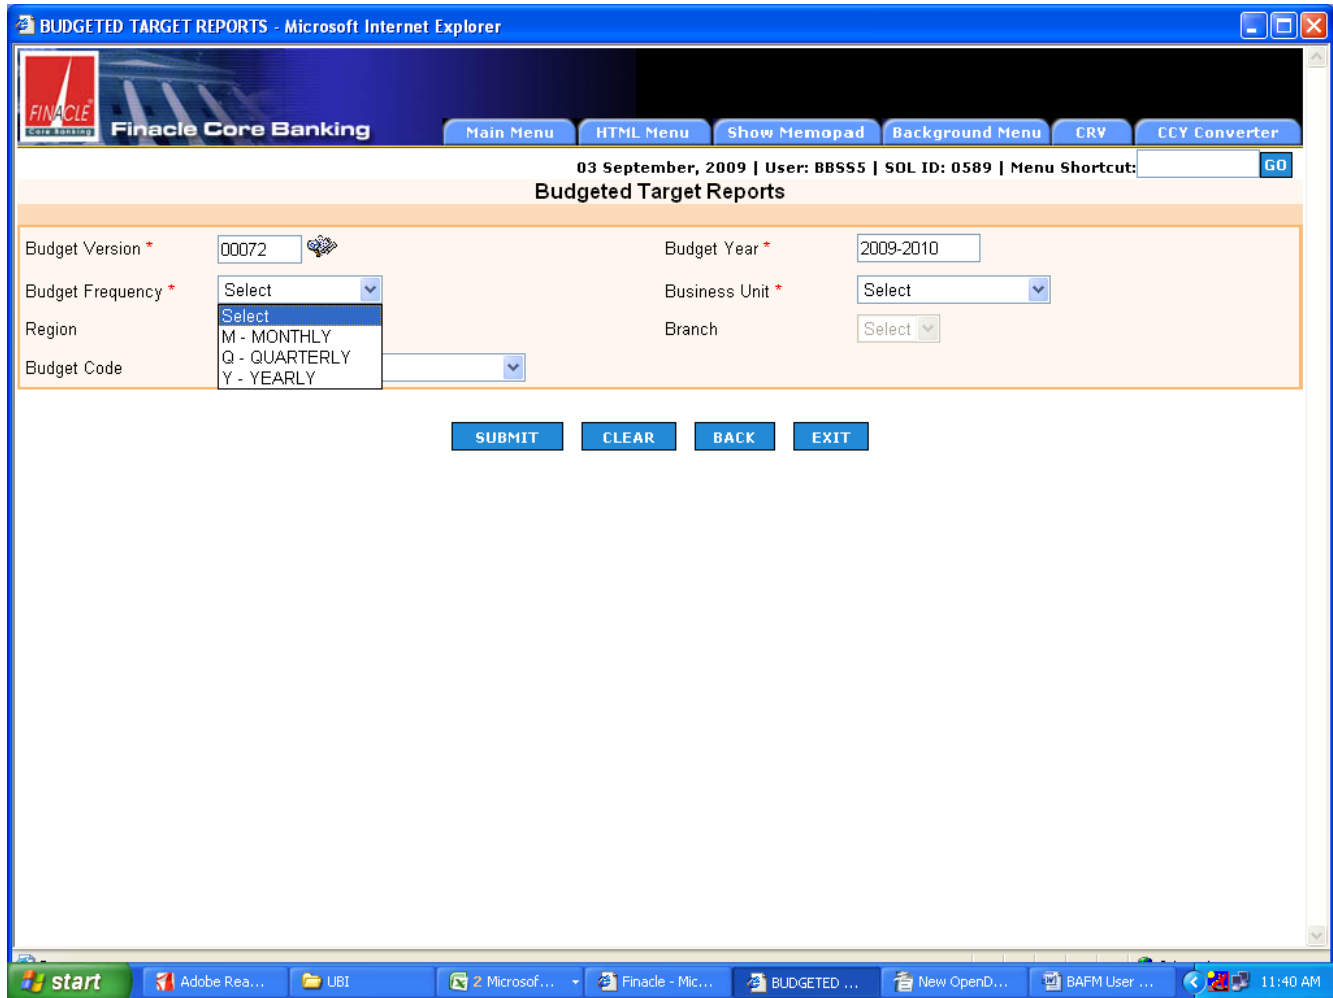 BUDGETED TARGET REPORTS - Microsoft Internet Explorer
FINACLE
Core Banking
Finacle Core Banking
Main Menu HTML Menu Show Memopad Background Menu CRV CCY Converter
03 September, 2009 | User: BBSS5 | SOL ID: 0589 | Menu Shortcut: GO
Budgeted Target Reports
Budget Version * 00072 Budget Year * 2009-2010
Budget Frequency * Select Business Unit * Select
Select
Region Branch Select
M - MONTHLY
Q - QUARTERLY
Budget Code
Y - YEARLY
SUBMIT CLEAR BACK EXIT
start Adobe Rea... UBI 2 Microsof... Finacle - Mic... BUDGETED ... New OpenD... BAFM User ... 11:40 AM